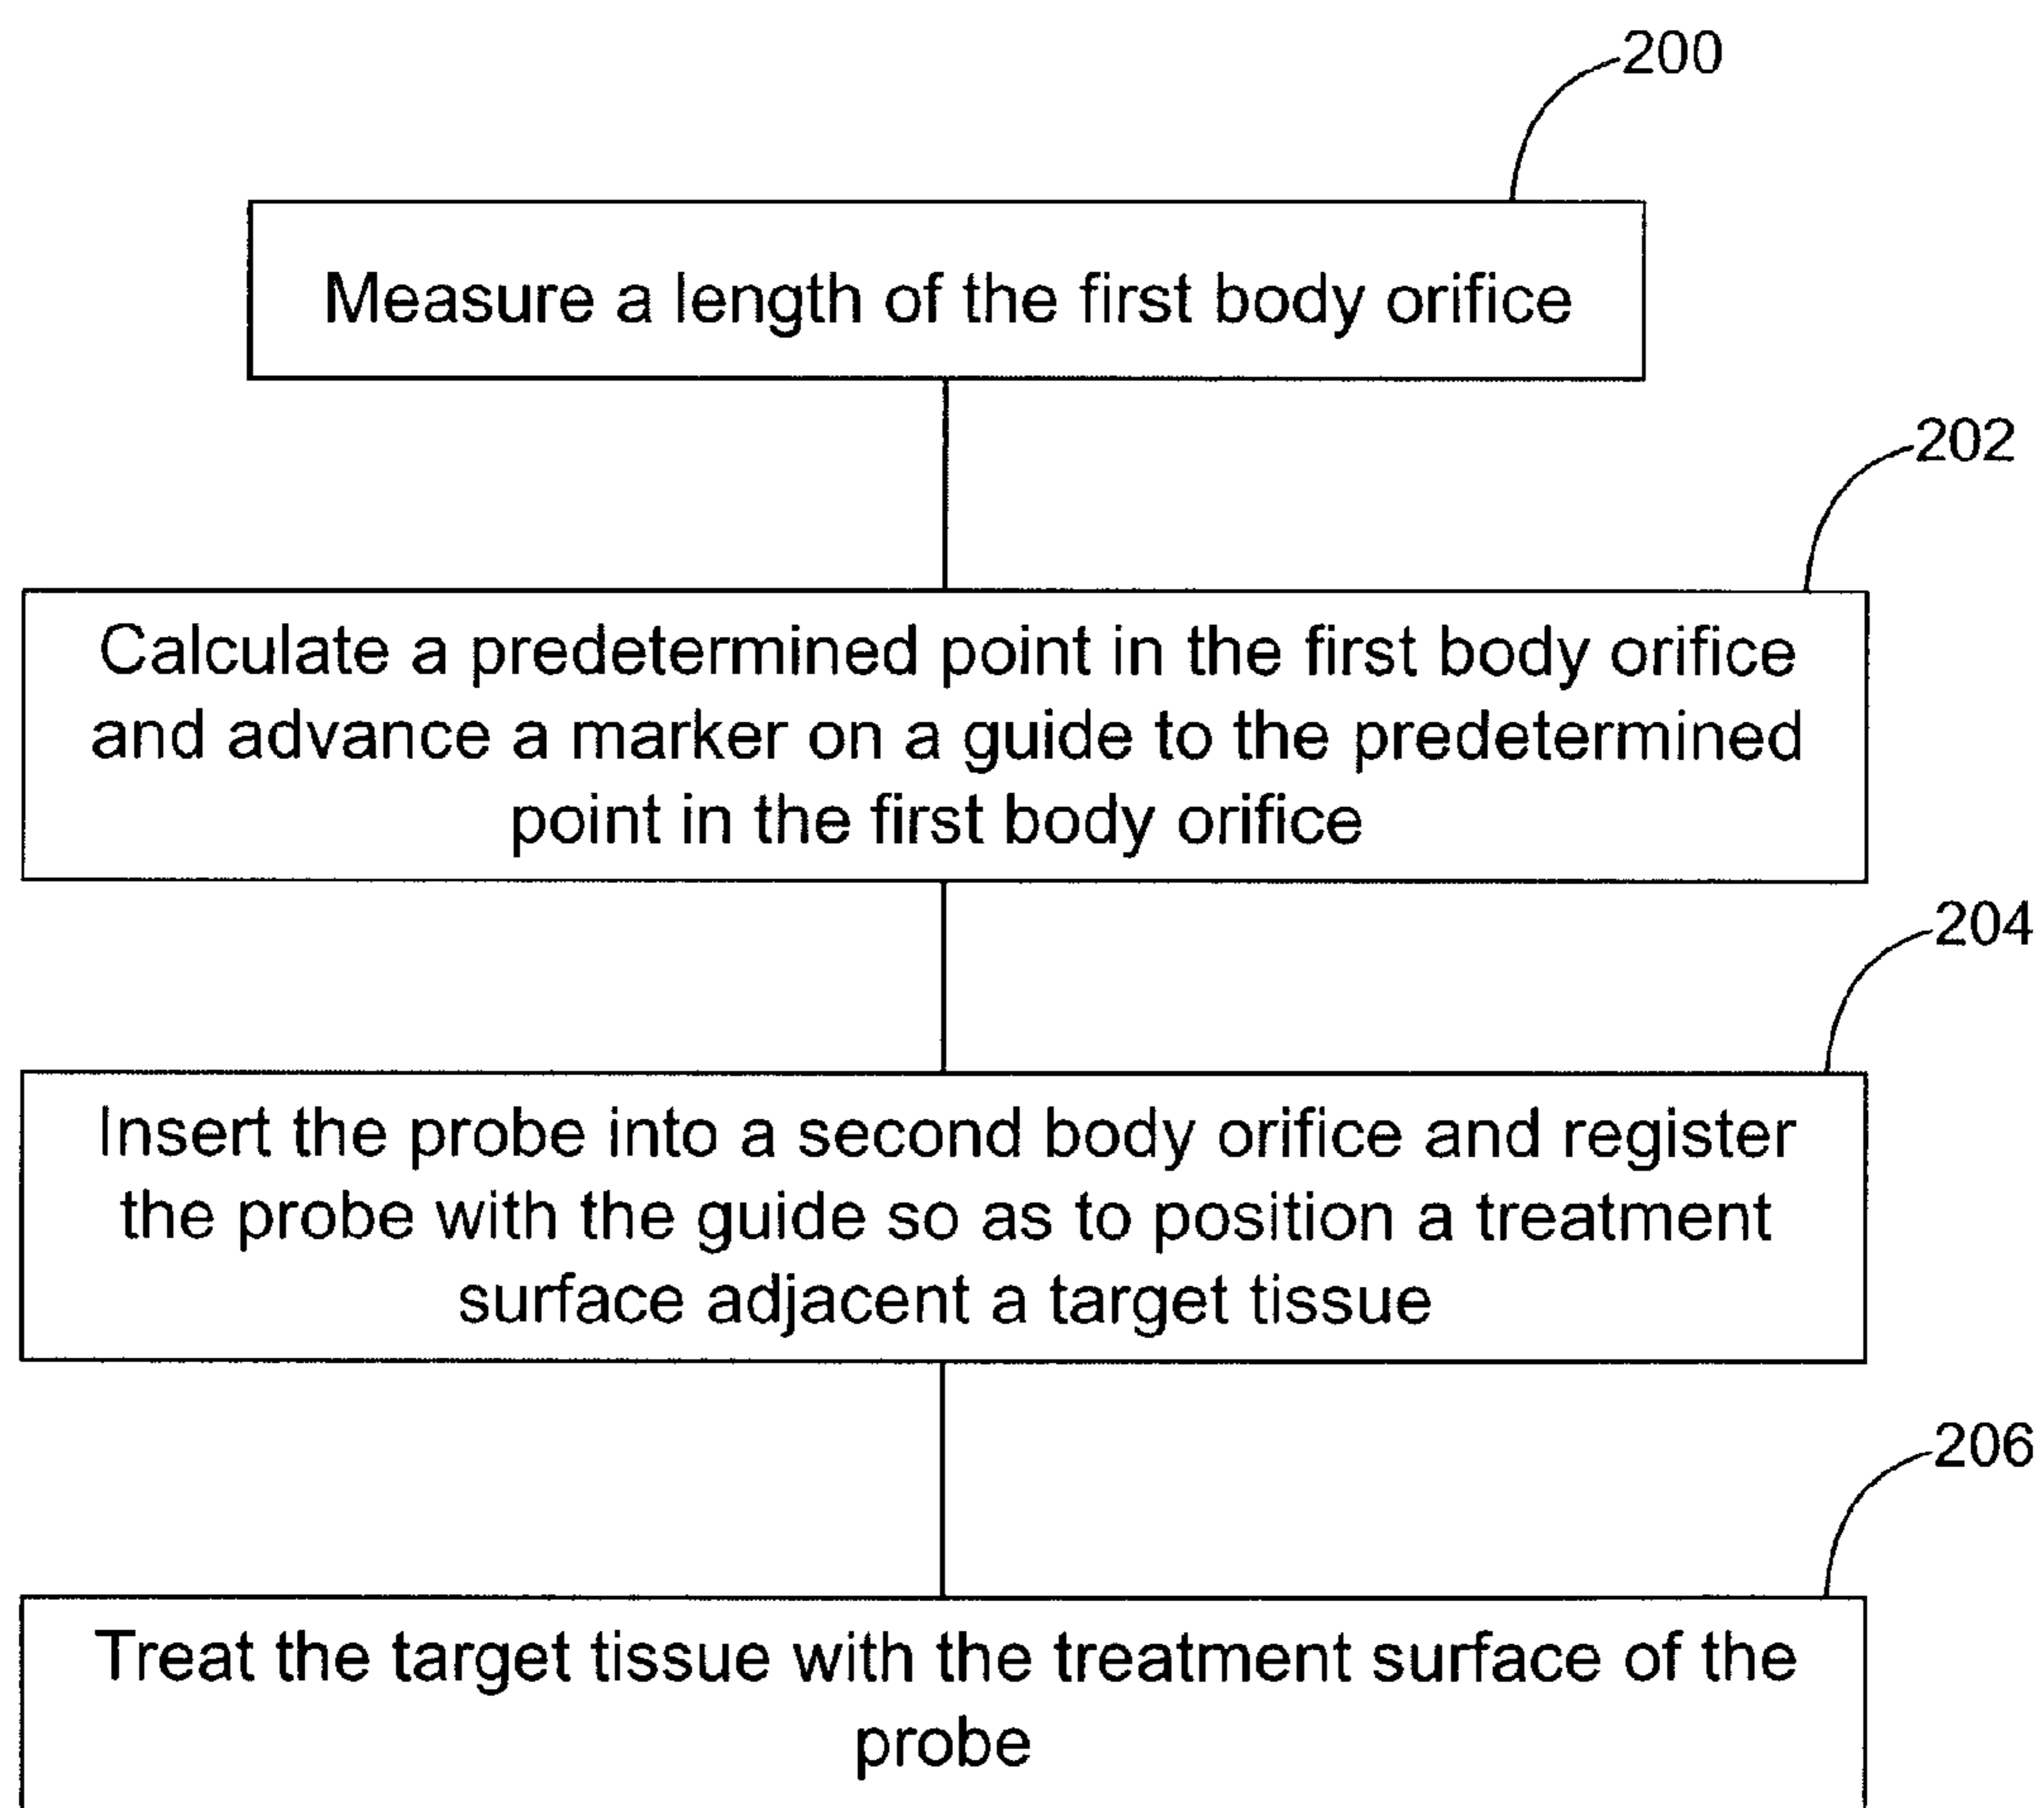 200
Measure a length of the first body orifice
202
Calculate a predetermined point in the first body orifice
and advance a marker on a guide to the predetermined
point in the first body orifice
204
Insert the probe into a second body orifice and register
the probe with the guide so as to position a treatment
surface adjacent a target tissue
206
Treat the target tissue with the treatment surface of the
probe